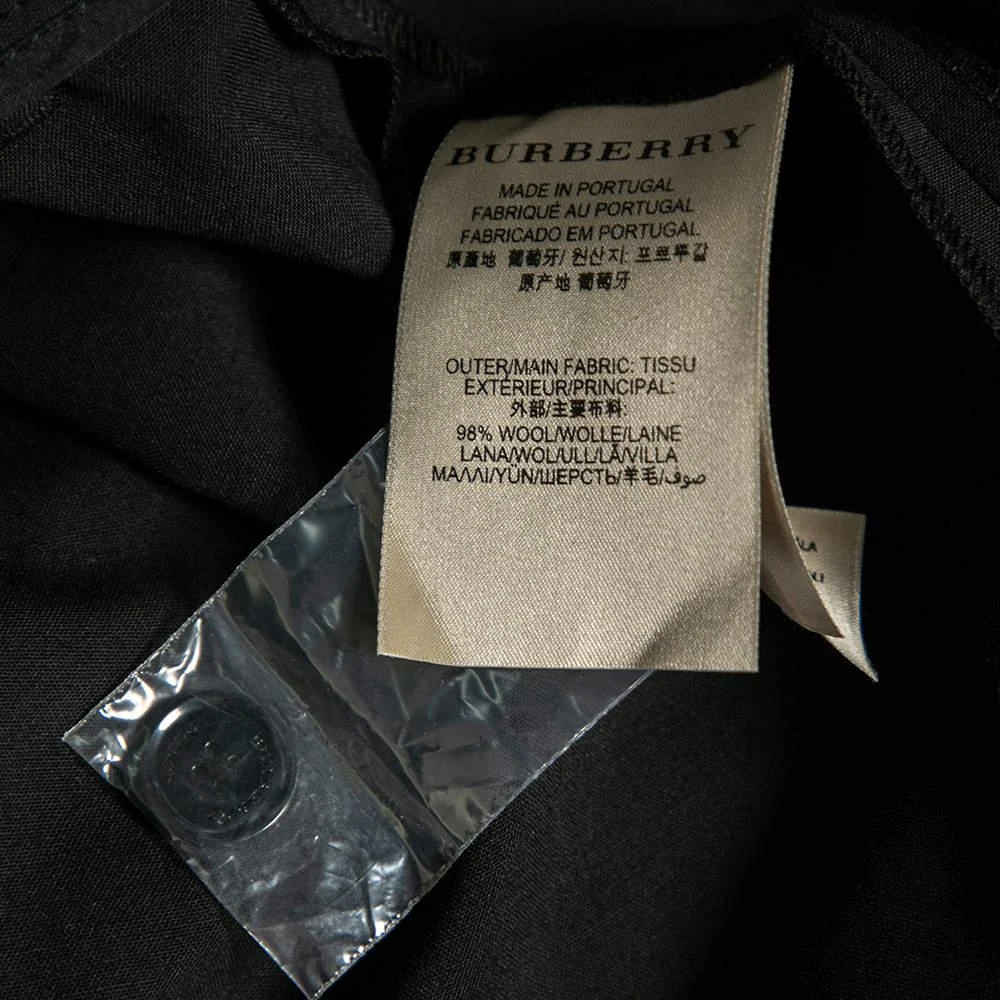 BURBERRY
MADE IN PORTUGAL
FABRIQUÉ AU PORTUGAL
FABRICADO EM PORTUGAL
原產地 葡萄牙/ 원산지: 포르투갈
原产地 葡萄牙
OUTER/MAIN FABRIC: TISSU
EXTÉRIEUR/PRINCIPAL:
外部/主要布料:
98% WOOL/WOLLE/LAINE
LANA/WOL/ULL/LÃ/VILLA
ΜΑΛΛΙ/YÜN/ШЕРСТЬ/羊毛/صوف